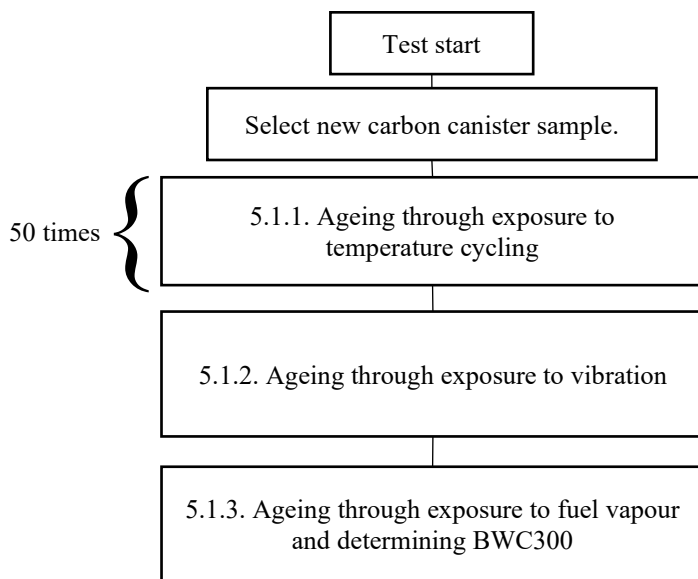 Test start
Select new carbon canister sample.
50 times
5.1.1. Ageing through exposure to
temperature cycling
5.1.2. Ageing through exposure to vibration
5.1.3. Ageing through exposure to fuel vapour
and determining BWC300